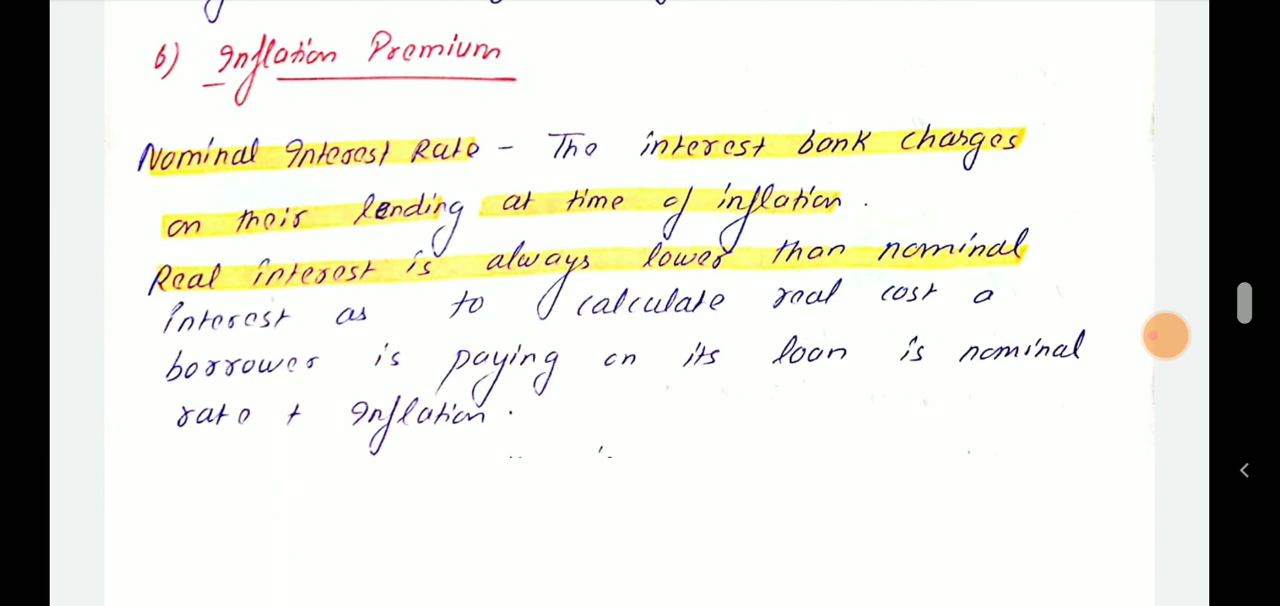 6) Inflation Premium
Nominal Interest Rate - The interest bank charges
on their lending at time of inflation.
Real interest is always lower than nominal
interest as to calculate real cost a
borrower is paying on its loan is nominal
rate + Inflation.